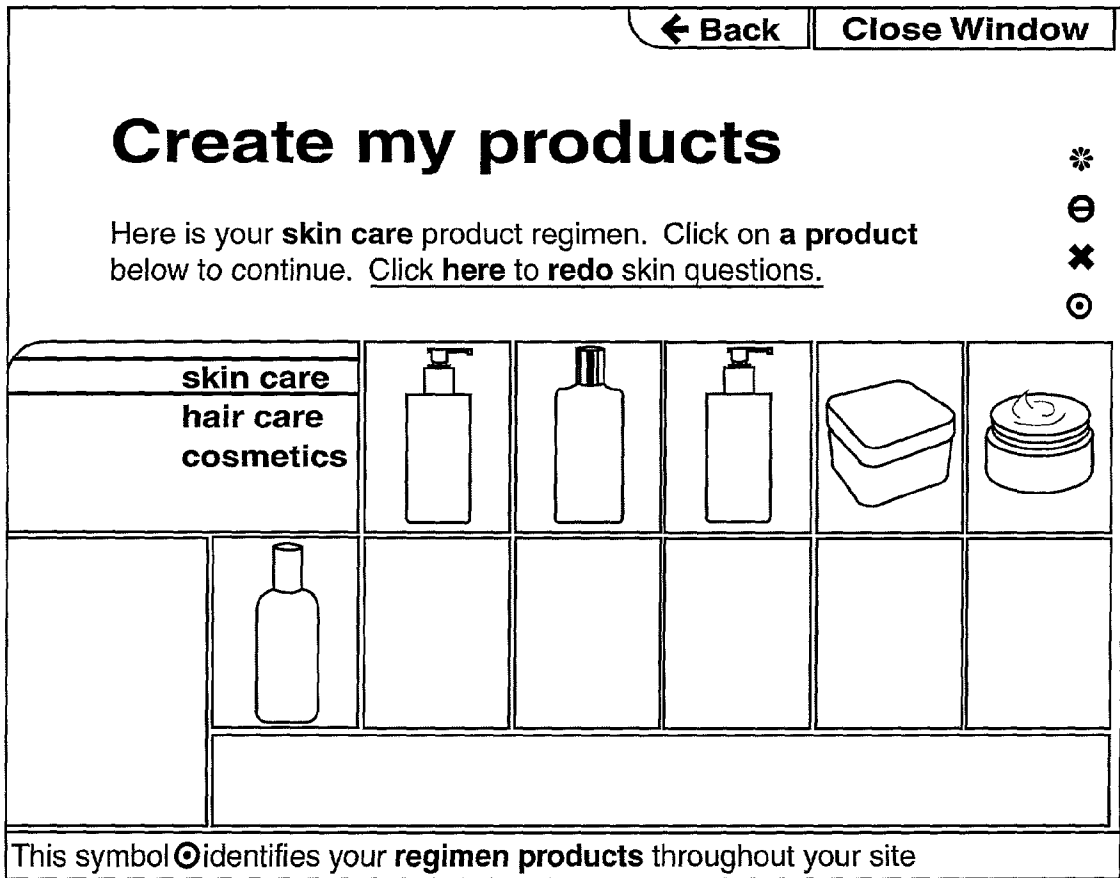 ← Back Close Window
Create my products
Here is your skin care product regimen. Click on a product
below to continue. Click here to redo skin questions.
skin care
hair care
cosmetics
This symbol⊙identifies your regimen products throughout your site